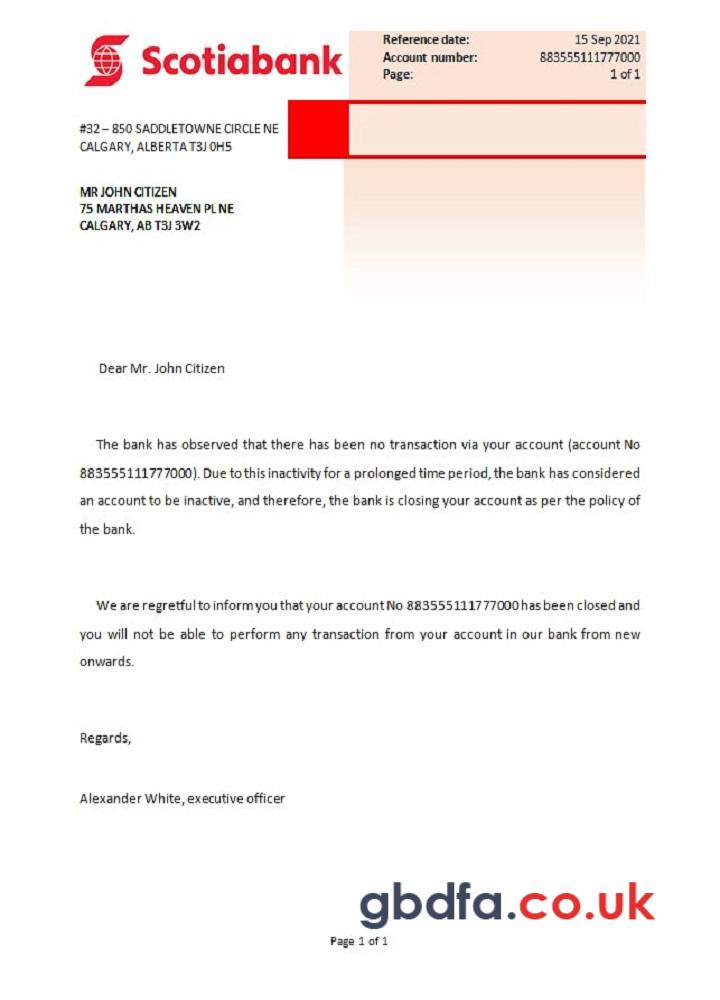 Scotiabank
Reference date: 15 Sep 2021
Account number: 883555111777000
Page: 1 of 1
#32 – 850 SADDLETOWNE CIRCLE NE
CALGARY, ALBERTA T3J 0H5
MR JOHN CITIZEN
75 MARTHAS HEAVEN PL NE
CALGARY, AB T3J 3W2
Dear Mr. John Citizen
The bank has observed that there has been no transaction via your account (account No
883555111777000). Due to this inactivity for a prolonged time period, the bank has considered
an account to be inactive, and therefore, the bank is closing your account as per the policy of
the bank.
We are regretful to inform you that your account No 883555111777000 has been closed and
you will not be able to perform any transaction from your account in our bank from new
onwards.
Regards,
Alexander White, executive officer
gbdfa.co.uk
Page 1 of 1